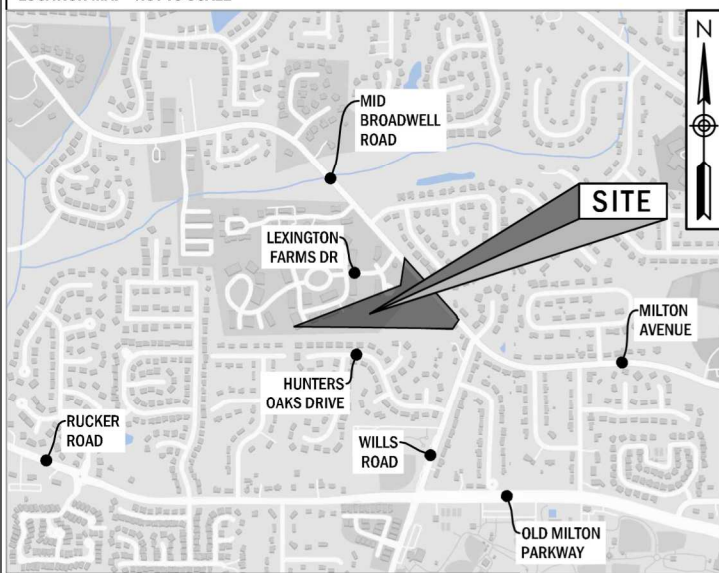 N
MID
BROADWELL
ROAD
SITE
LEXINGTON
FARMS DR
MILTON
AVENUE
HUNTERS
OAKS DRIVE
RUCKER
ROAD
WILLS
ROAD
OLD MILTON
PARKWAY